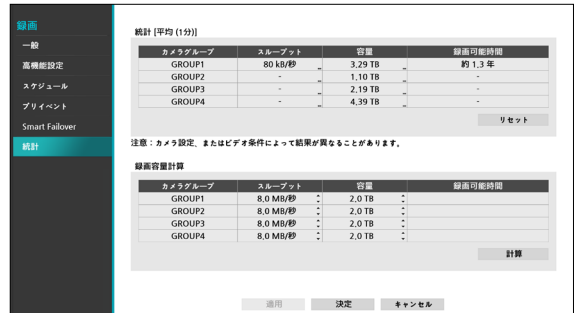 録画
一般
高機能設定
スケジュール
プリイベント
Smart Failover
統計
統計 [平均 (1分)]
カメラグループ スループット 容量 録画可能時間
GROUP1 80 kB/秒 3,29 TB 約 1,3 年
GROUP2 - 1,10 TB -
GROUP3 - 2,19 TB -
GROUP4 - 4,39 TB -
リセット
注意：カメラ設定、またはビデオ条件によって結果が異なることがあります。
録画容量計算
カメラグループ スループット 容量 録画可能時間
GROUP1 8,0 MB/秒 2,0 TB
GROUP2 8,0 MB/秒 2,0 TB
GROUP3 8,0 MB/秒 2,0 TB
GROUP4 8,0 MB/秒 2,0 TB
計算
適用 決定 キャンセル